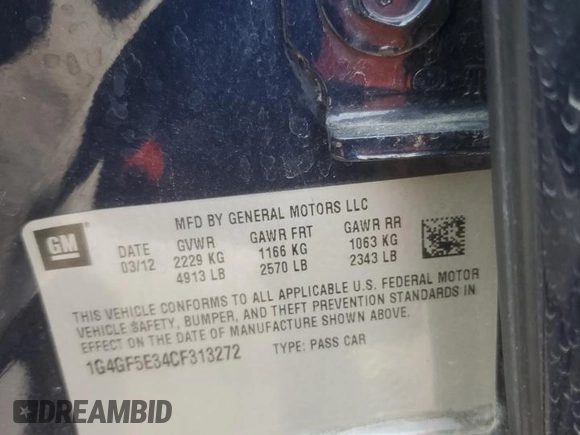 MFD BY GENERAL MOTORS LLC
GM
DATE GVWR GAWR FRT GAWR RR
03/12 2229 KG 1166 KG 1063 KG
4913 LB 2570 LB 2343 LB
THIS VEHICLE CONFORMS TO ALL APPLICABLE U.S. FEDERAL MOTOR
VEHICLE SAFETY, BUMPER, AND THEFT PREVENTION STANDARDS IN
EFFECT ON THE DATE OF MANUFACTURE SHOWN ABOVE.
1G4GF5E34CF313272 TYPE: PASS CAR
DREAMBID